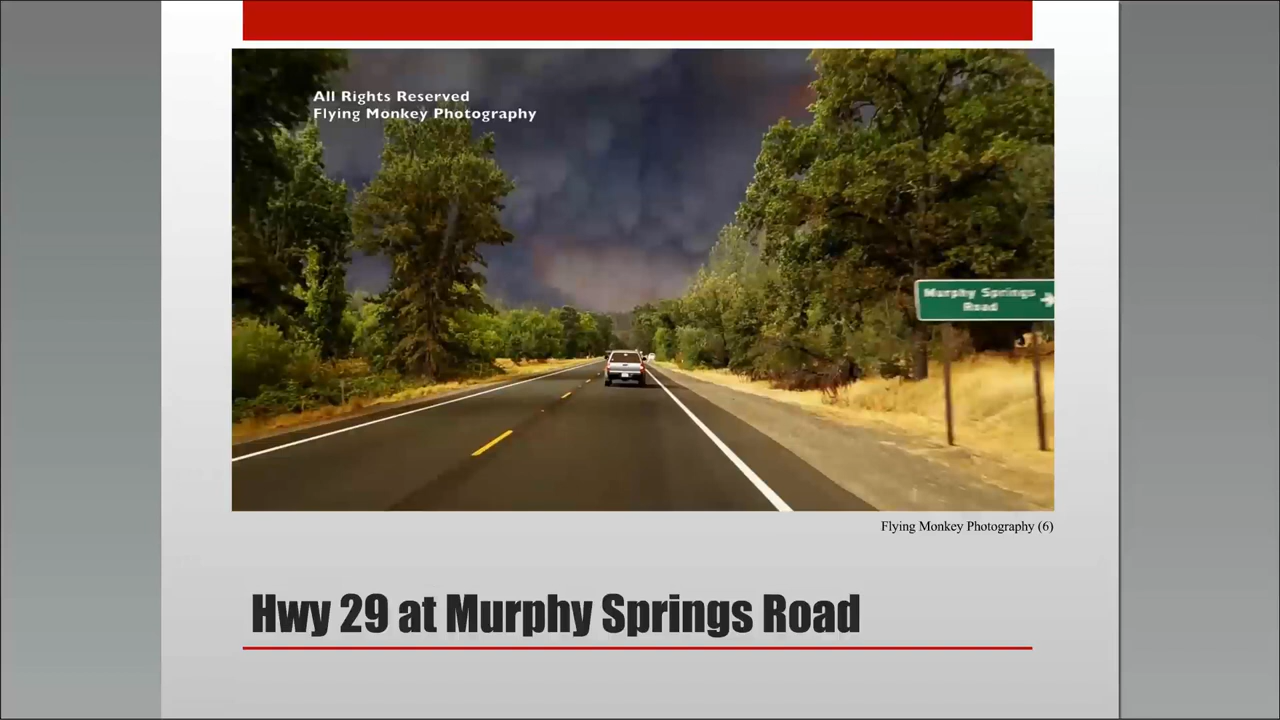 All Rights Reserved
Flying Monkey Photography
Murphy Springs
Road
Flying Monkey Photography (6)
Hwy 29 at Murphy Springs Road